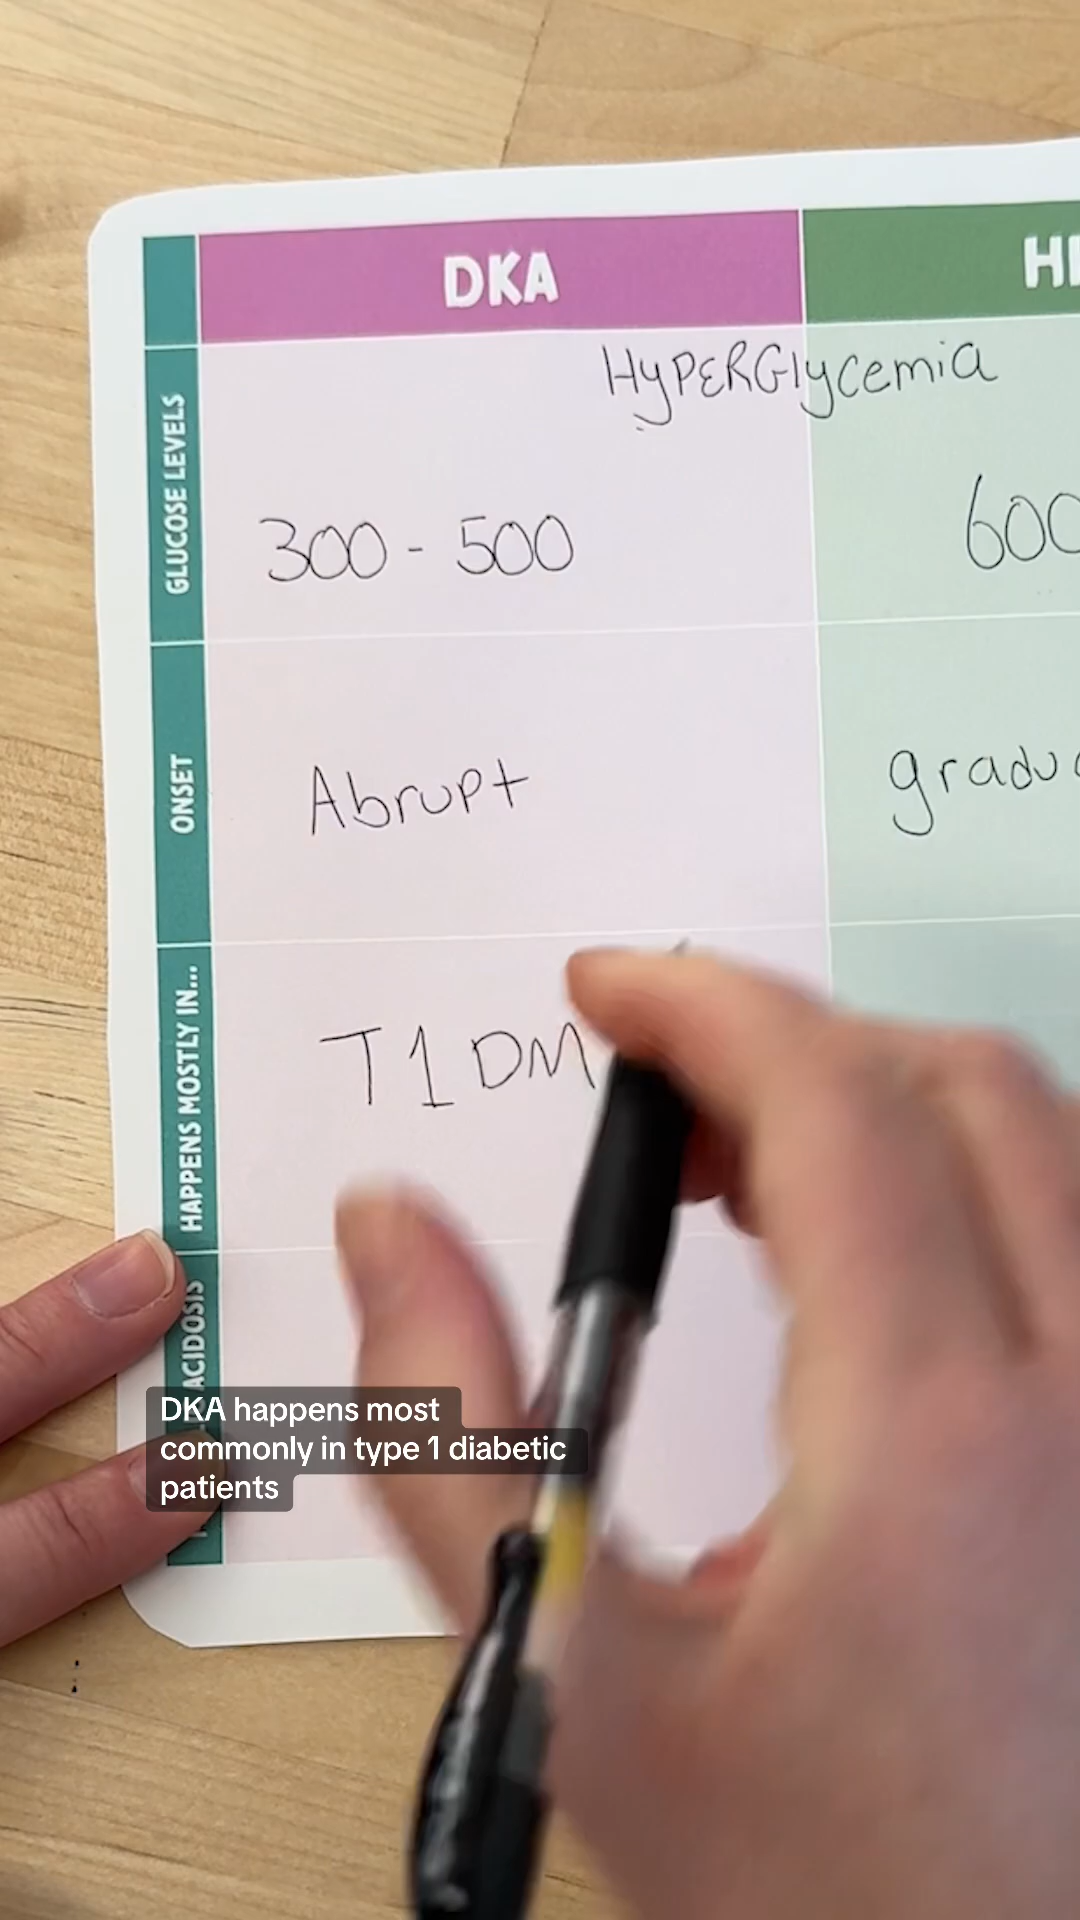 DKA
HyPERGlycemia
GLUCOSE LEVELS
300 - 500
600
ONSET
Abrupt
HAPPENS MOSTLY IN...
T1DM
ACIDOSIS
DKA happens most
commonly in type 1 diabetic
patients